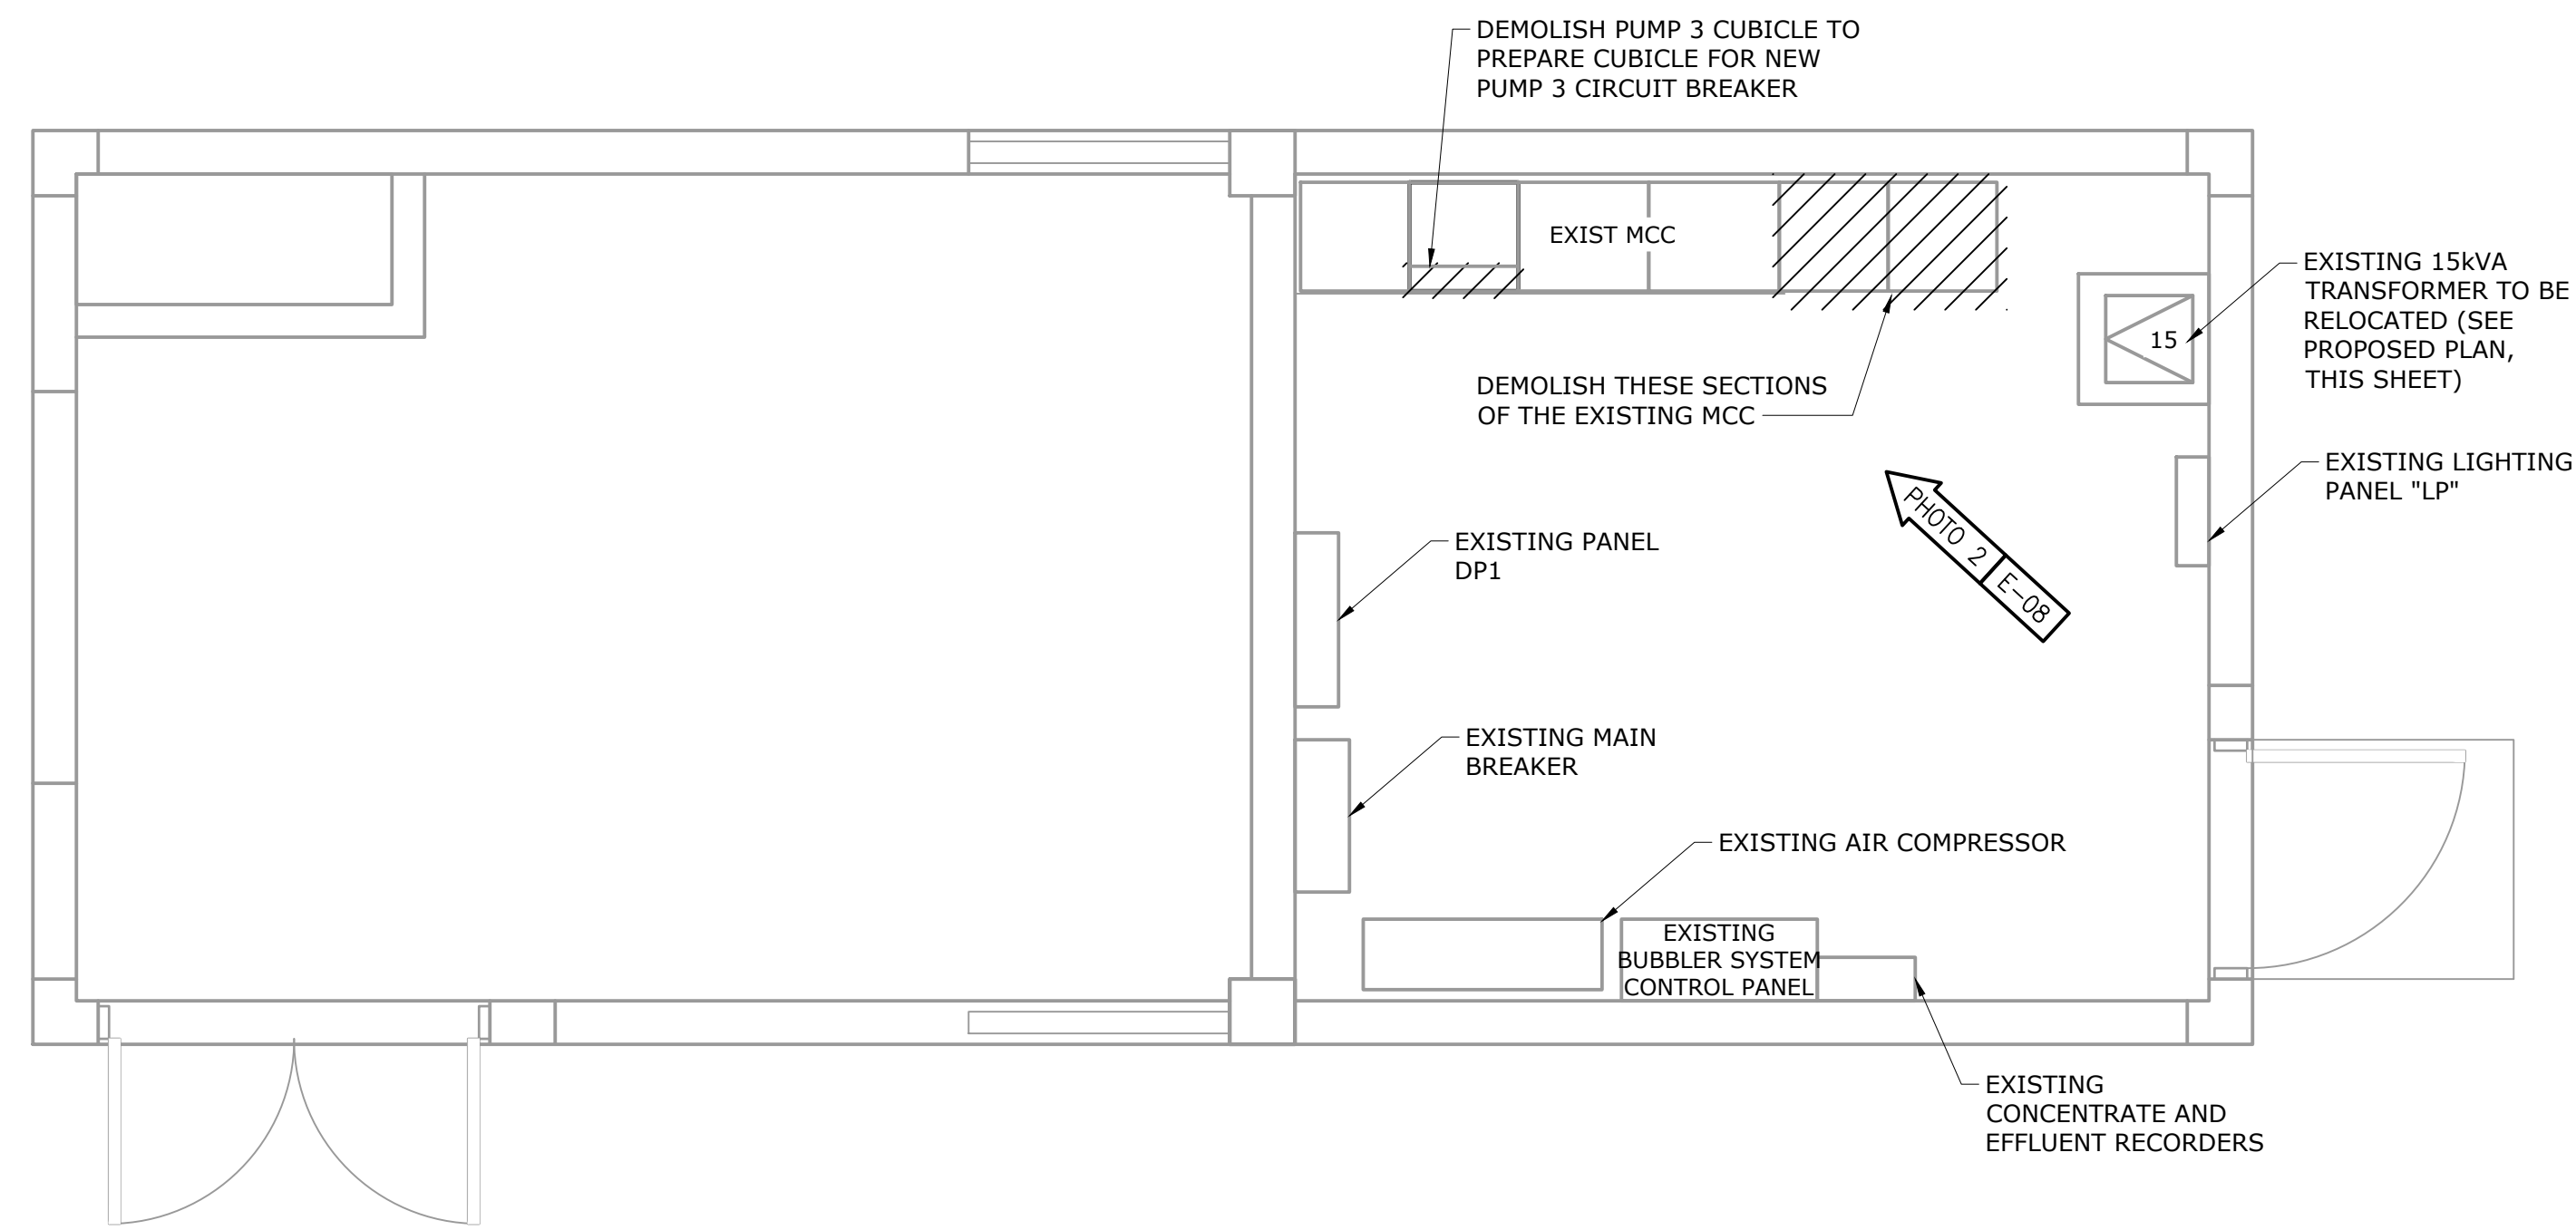 DEMOLISH PUMP 3 CUBICLE TO
PREPARE CUBICLE FOR NEW
PUMP 3 CIRCUIT BREAKER
EXIST MCC
EXISTING 15kVA
TRANSFORMER TO BE
RELOCATED (SEE
PROPOSED PLAN,
THIS SHEET)
15
DEMOLISH THESE SECTIONS
OF THE EXISTING MCC
EXISTING LIGHTING
PANEL "LP"
PHOTO 2
E-08
EXISTING PANEL
DP1
EXISTING MAIN
BREAKER
EXISTING AIR COMPRESSOR
EXISTING
BUBBLER SYSTEM
CONTROL PANEL
EXISTING
CONCENTRATE AND
EFFLUENT RECORDERS